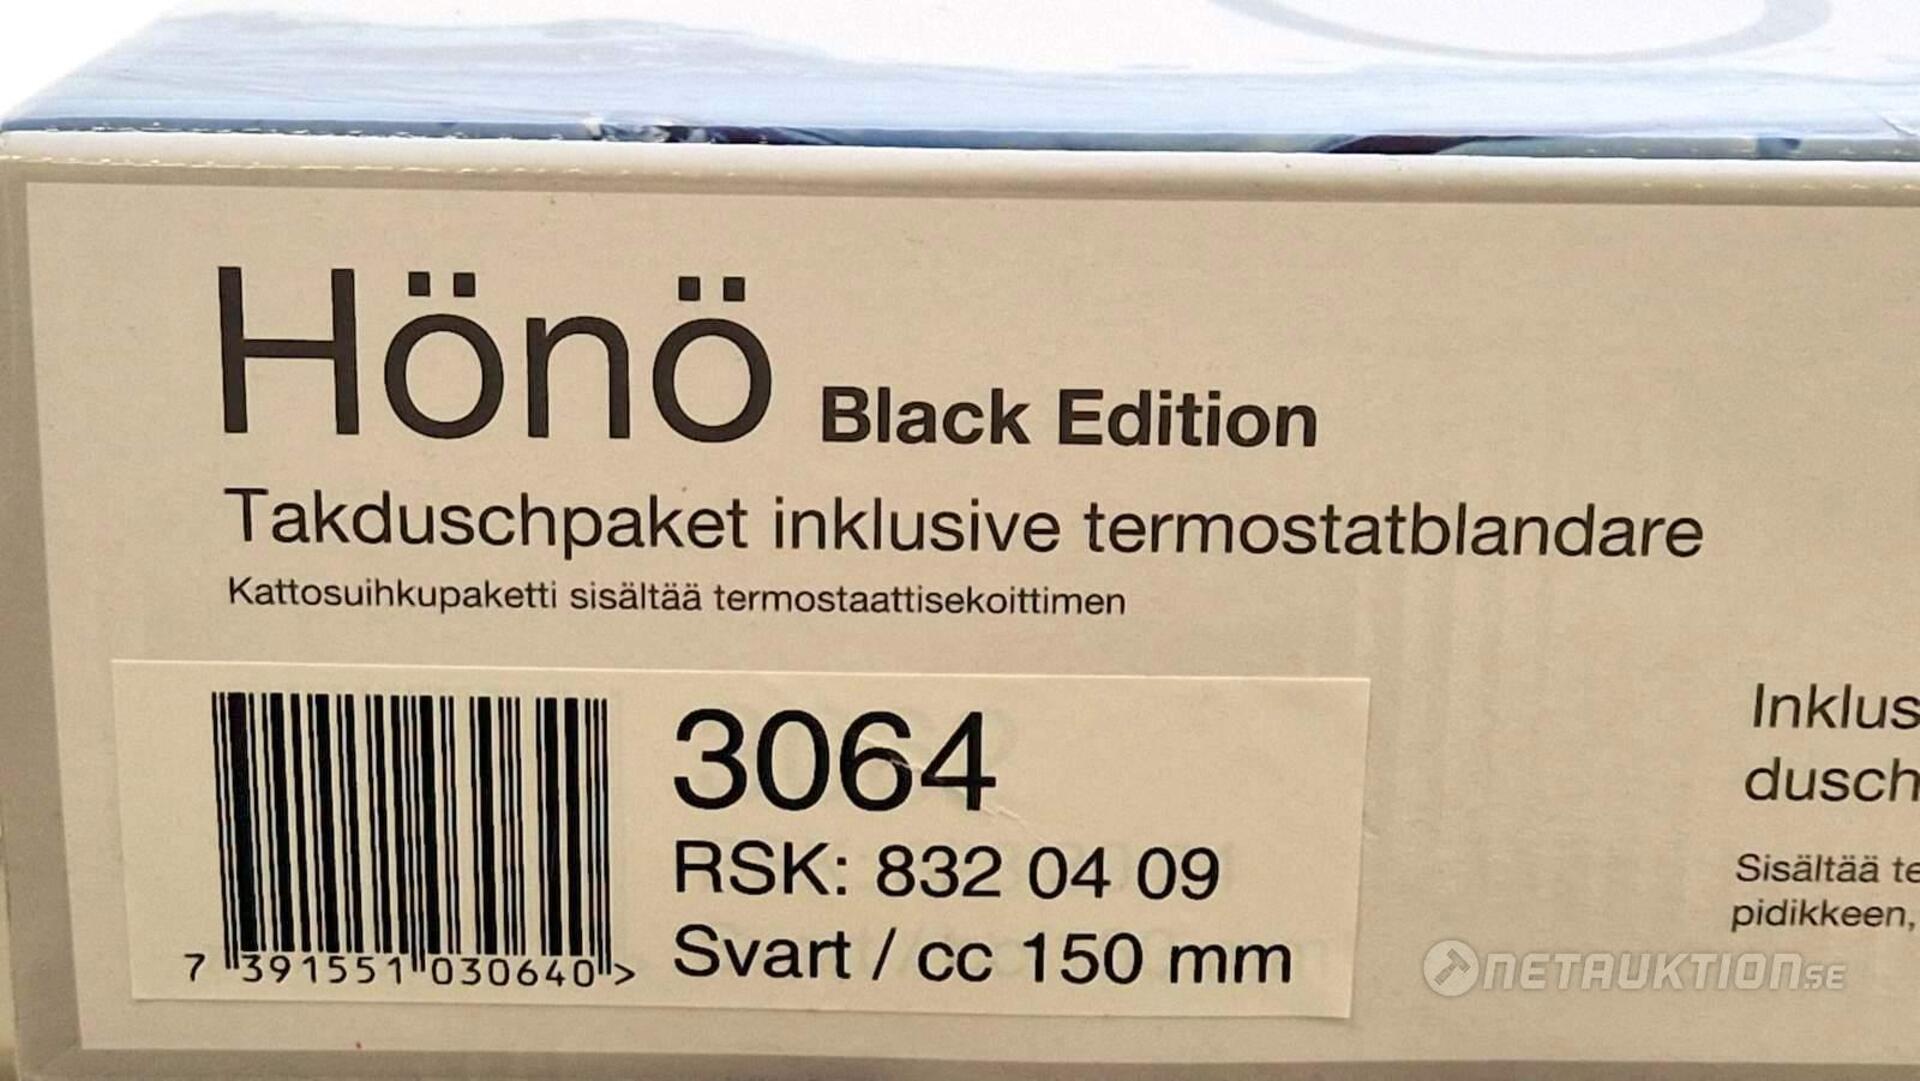 Hönö Black Edition
Takduschpaket inklusive termostatblandare
Kattosuihkupaketti sisältää termostaattisekoittimen
3064
RSK: 832 04 09
Svart / cc 150 mm
7 391551 030640 >
Inklus
dusch
Sisältää te
pidikkeen,
NETAUKTION.SE